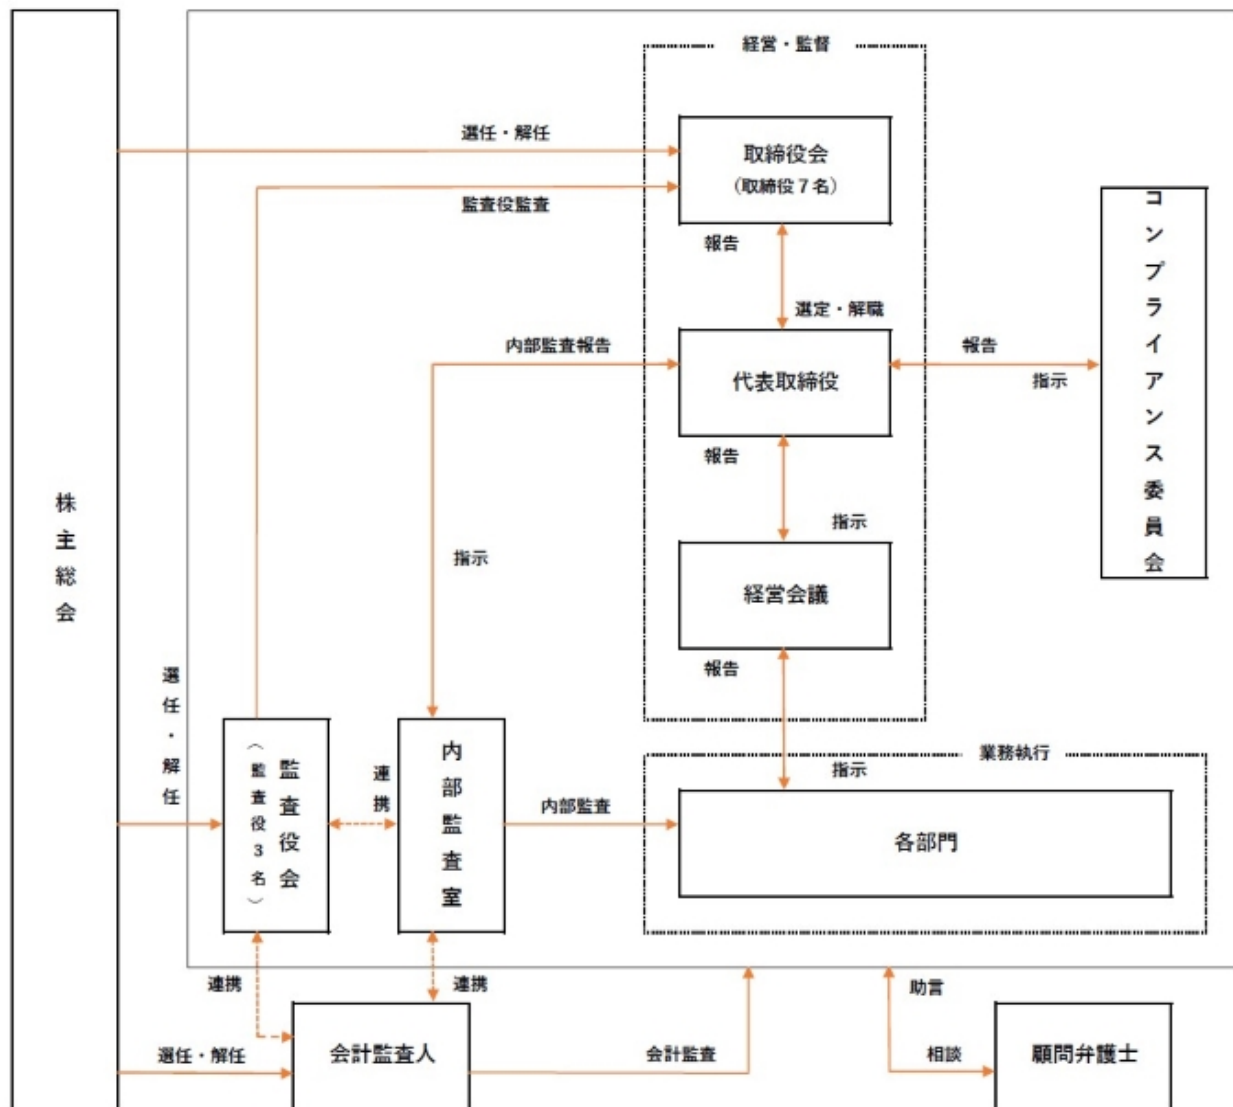 経営・監督
選任・解任
取締役会
（取締役７名）
監査役監査
コンプライアンス委員会
報告
選定・解職
内部監査報告
代表取締役
報告
指示
報告
株主総会
指示
指示
経営会議
報告
選任・解任
業務執行
指示
監査役会
（監査役３名）
連携
内部監査室
内部監査
各部門
連携
連携
助言
選任・解任
会計監査人
会計監査
相談
顧問弁護士